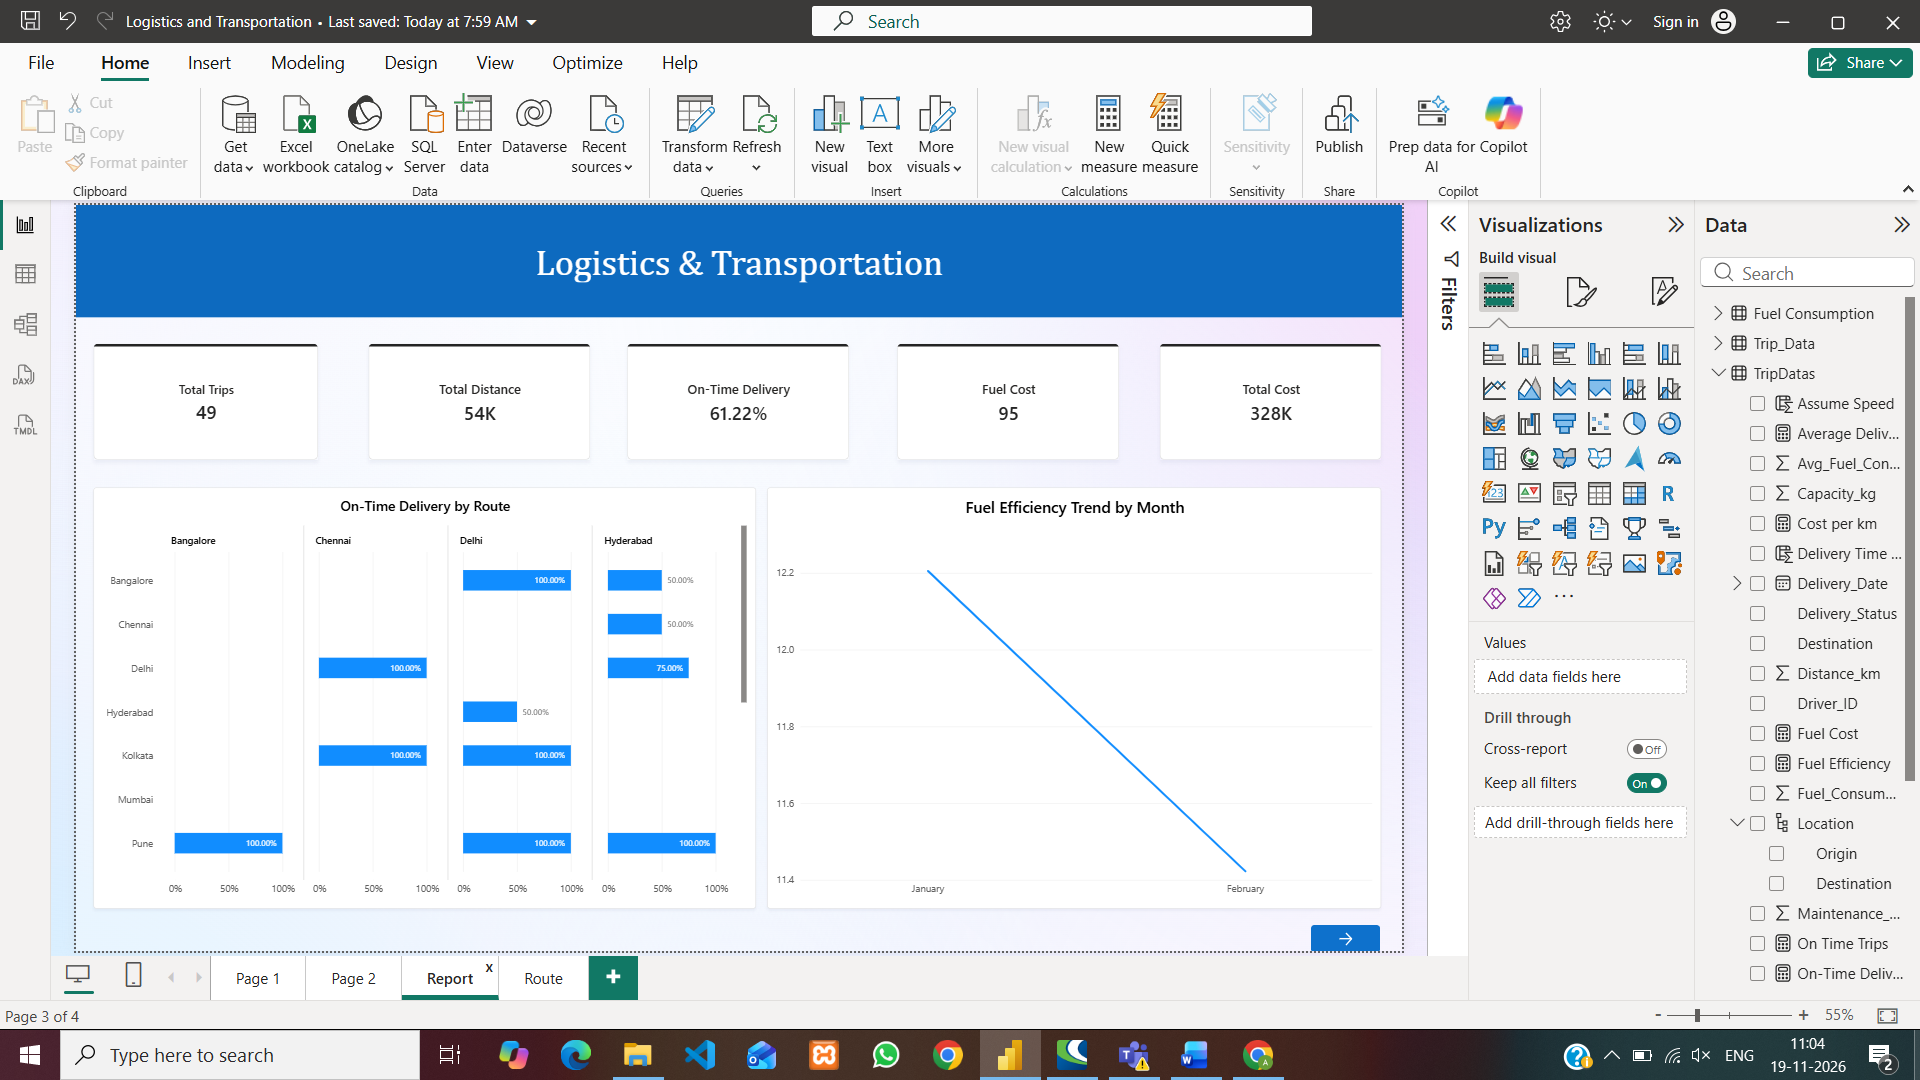 Logistics and Transportation • Last saved: Today at 7:59 AM
Search
Sign in
File Home Insert Modeling Design View Optimize Help
Share
Paste
Cut
Copy
Format painter
Clipboard
Get data
Excel workbook
OneLake catalog
SQL Server
Enter data
Dataverse
Recent sources
Data
Transform data
Refresh
Queries
New visual
Text box
More visuals
Insert
New visual calculation
New measure
Quick measure
Calculations
Sensitivity
Sensitivity
Publish
Share
Prep data for AI
Copilot
Copilot
DAX
TMDL
Logistics & Transportation
Total Trips
49
Total Distance
54K
On-Time Delivery
61.22%
Fuel Cost
95
Total Cost
328K
On-Time Delivery by Route
Bangalore Chennai Delhi Hyderabad
Bangalore 100.00% 50.00%
Chennai 50.00%
Delhi 100.00% 75.00%
Hyderabad 50.00%
Kolkata 100.00% 100.00%
Mumbai
Pune 100.00% 100.00% 100.00%
0% 50% 100% 0% 50% 100% 0% 50% 100% 0% 50% 100%
Fuel Efficiency Trend by Month
12.2
12.0
11.8
11.6
11.4
January February
Filters
Visualizations
Build visual
123
R
Py
Values
Add data fields here
Drill through
Cross-report
Off
Keep all filters
On
Add drill-through fields here
Data
Search
Fuel Consumption
Trip_Data
TripDatas
Assume Speed
Average Deliv...
Avg_Fuel_Con...
Capacity_kg
Cost per km
Delivery Time ...
Delivery_Date
Delivery_Status
Destination
Distance_km
Driver_ID
Fuel Cost
Fuel Efficiency
Fuel_Consum...
Location
Origin
Destination
Maintenance_...
On Time Trips
On-Time Deliv...
Page 1 Page 2 Report x Route +
Page 3 of 4
- + 55%
Type here to search
ENG
11:04
19-11-2026
2